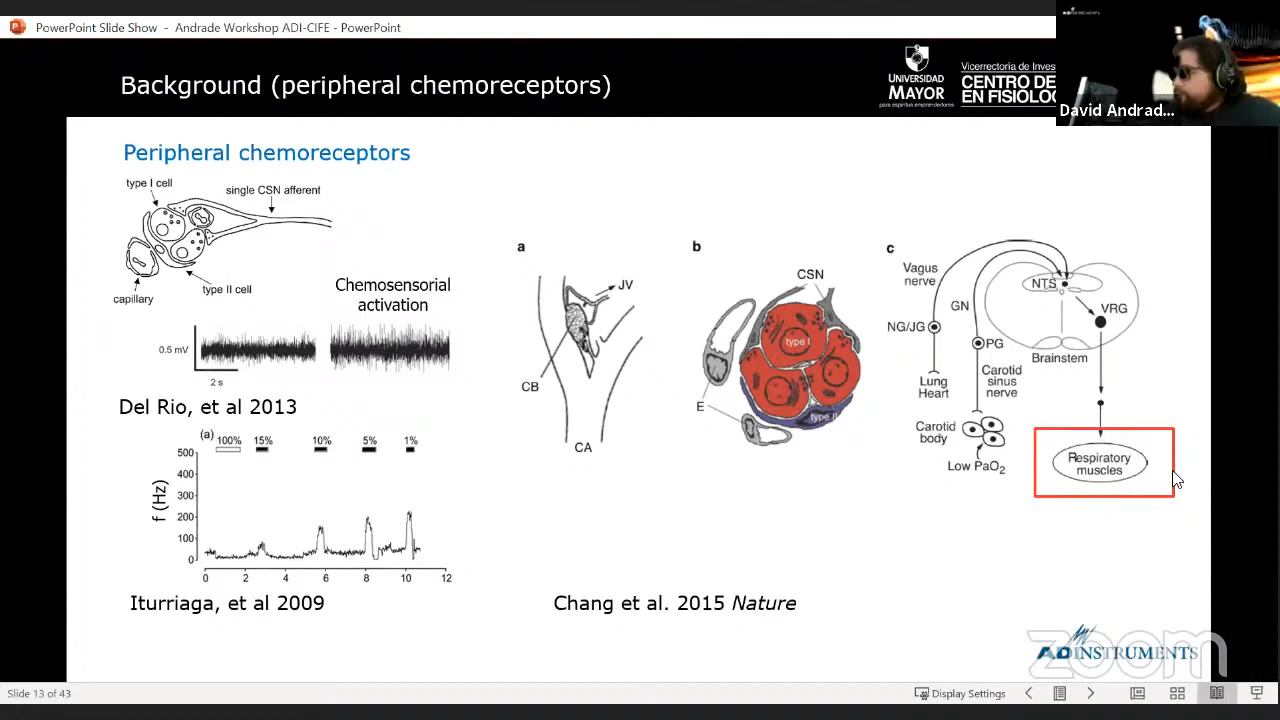 PowerPoint Slide Show - Andrade Workshop ADI-CIFE - PowerPoint
Background (peripheral chemoreceptors)
UNIVERSIDAD
MAYOR
para espíritus emprendedores
Vicerrectoría de Inves
CENTRO DE
EN FISIOLO
David Andrad...
Peripheral chemoreceptors
type I cell
single CSN afferent
capillary
type II cell
Chemosensorial
activation
0.5 mV
2 s
Del Rio, et al 2013
(a) 100% 15% 10% 5% 1%
f (Hz)
500
400
300
200
100
0
0 2 4 6 8 10 12
Iturriaga, et al 2009
a
JV
CB
CA
b
CSN
type I
type II
E
c
Vagus
nerve
GN
NTS
VRG
NG/JG
PG
Brainstem
Lung
Heart
Carotid
sinus
nerve
Carotid
body
Low PaO2
Respiratory
muscles
Chang et al. 2015 Nature
zoom
ADINSTRUMENTS
Slide 13 of 43
Display Settings